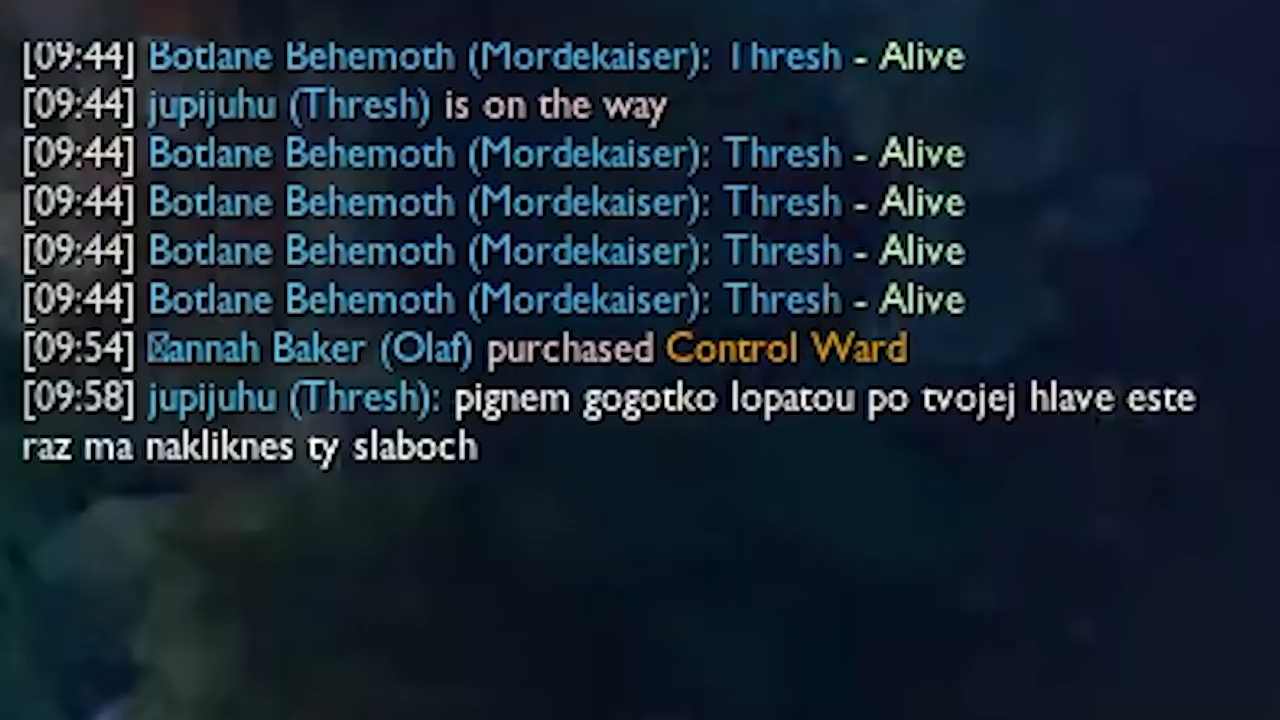 [09:44] Botlane Behemoth (Mordekaiser): Thresh - Alive
[09:44] jupijuhu (Thresh) is on the way
[09:44] Botlane Behemoth (Mordekaiser): Thresh - Alive
[09:44] Botlane Behemoth (Mordekaiser): Thresh - Alive
[09:44] Botlane Behemoth (Mordekaiser): Thresh - Alive
[09:44] Botlane Behemoth (Mordekaiser): Thresh - Alive
[09:54] annah Baker (Olaf) purchased Control Ward
[09:58] jupijuhu (Thresh): pignem gogotko lopatou po tvojej hlave este
raz ma nakliknes ty slaboch